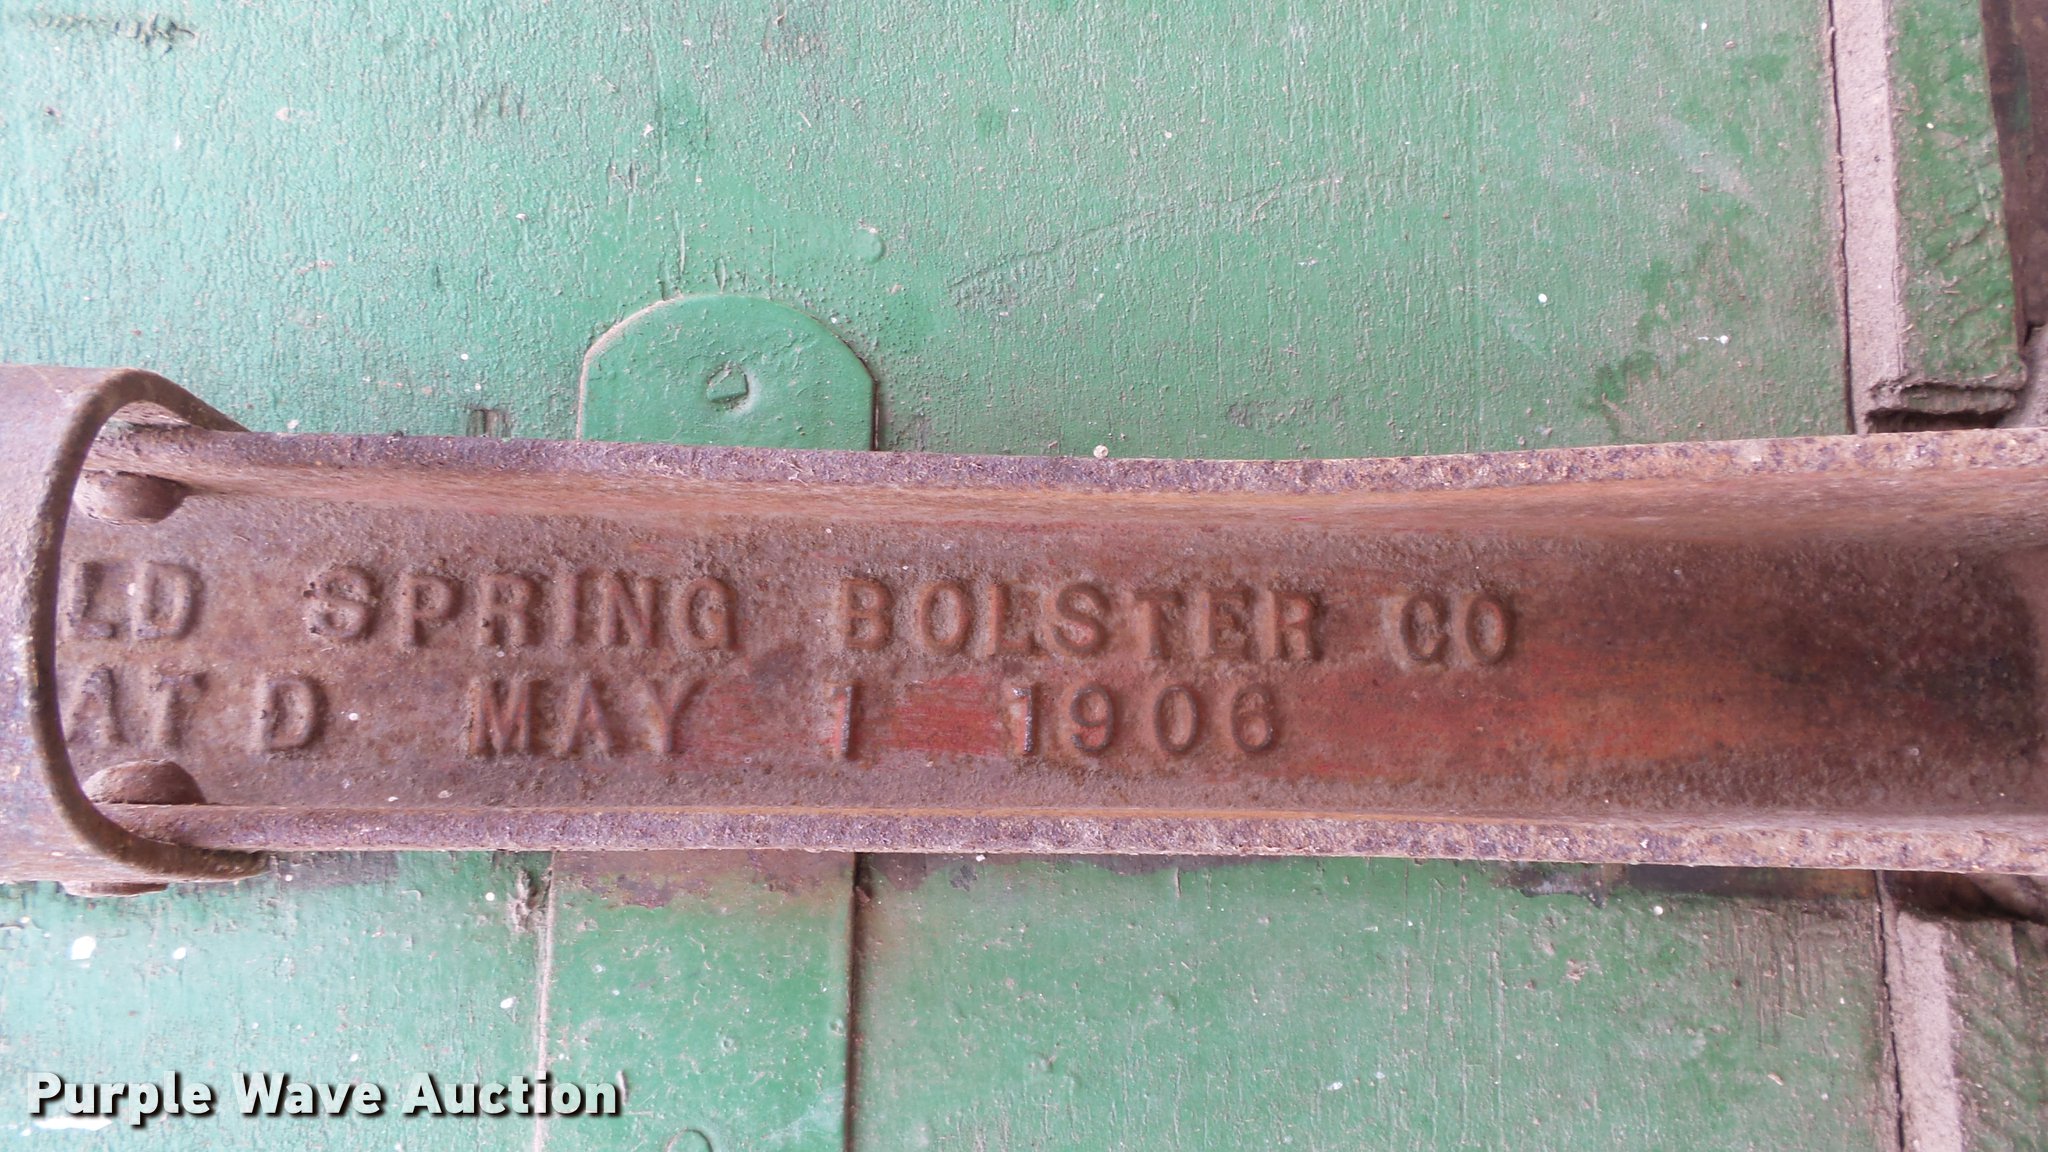 LD SPRING BOLSTER CO
AT D MAY 1 1906
Purple Wave Auction